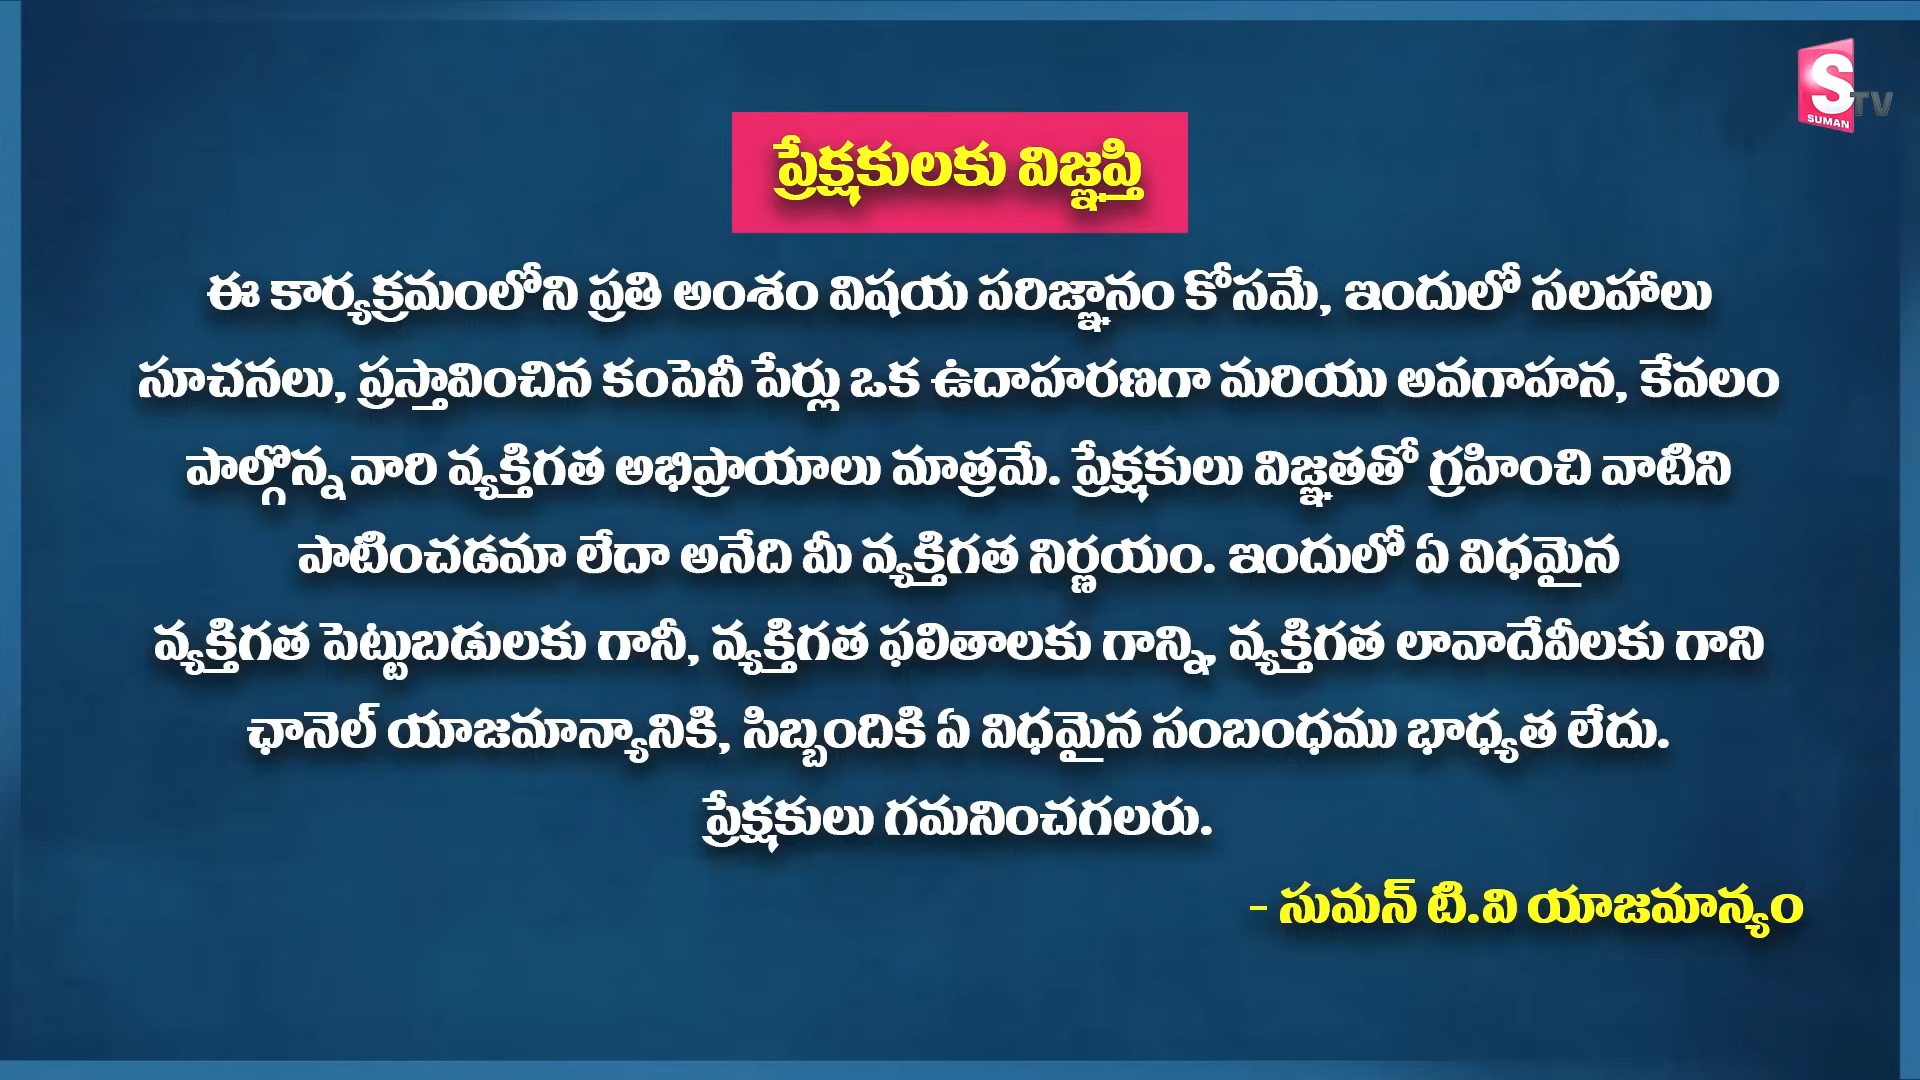 S
TV
SUMAN
ప్రేక్షకులకు విజ్ఞప్తి
ఈ కార్యక్రమంలోని ప్రతి అంశం విషయ పరిజ్ఞానం కోసమే, ఇందులో సలహాలు
సూచనలు, ప్రస్తావించిన కంపెనీ పేర్లు ఒక ఉదాహరణగా మరియు అవగాహన, కేవలం
పాల్గొన్న వారి వ్యక్తిగత అభిప్రాయాలు మాత్రమే. ప్రేక్షకులు విజ్ఞతతో గ్రహించి వాటిని
పాటించడమా లేదా అనేది మీ వ్యక్తిగత నిర్ణయం. ఇందులో ఏ విధమైన
వ్యక్తిగత పెట్టుబడులకు గానీ, వ్యక్తిగత ఫలితాలకు గాన్ని, వ్యక్తిగత లావాదేవీలకు గాని
ఛానెల్ యాజమాన్యానికి, సిబ్బందికి ఏ విధమైన సంబంధము భాధ్యత లేదు.
ప్రేక్షకులు గమనించగలరు.
- సుమన్ టి.వి యాజమాన్యం